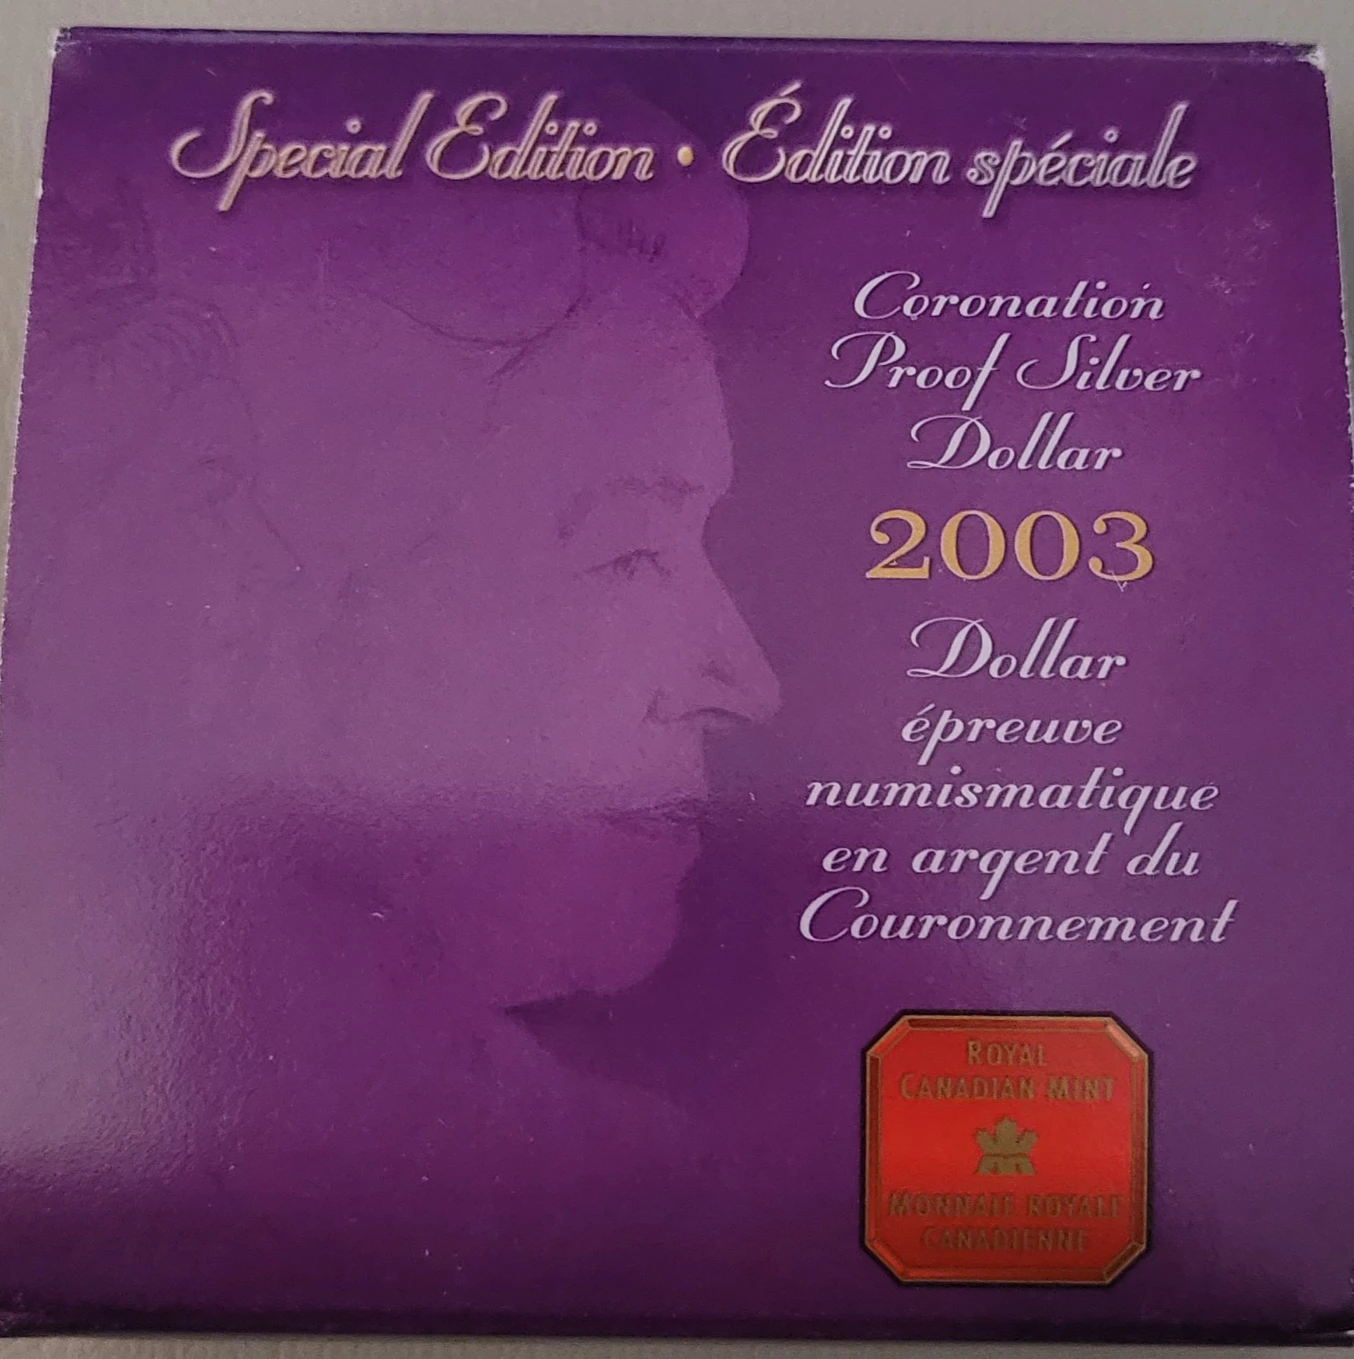 Special Edition • Édition spéciale
Coronation
Proof Silver
Dollar
2003
Dollar
épreuve
numismatique
en argent du
Couronnement
ROYAL
CANADIAN MINT
MONNAIE ROYALE
CANADIENNE